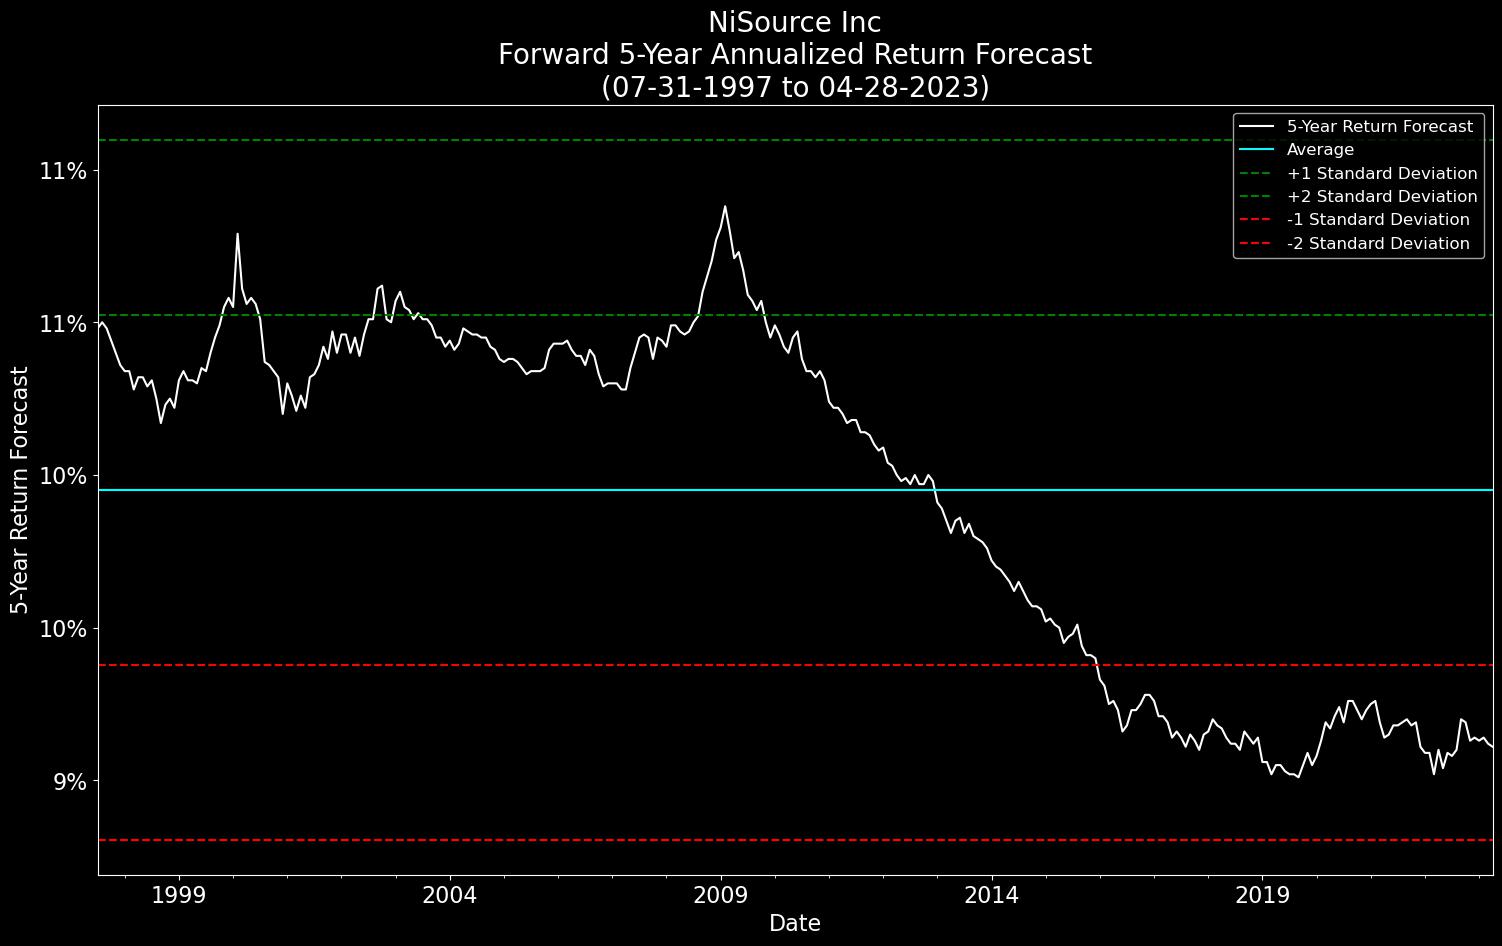 NiSource Inc
Forward 5-Year Annualized Return Forecast
(07-31-1997 to 04-28-2023)
5-Year Return Forecast
Average
+1 Standard Deviation
+2 Standard Deviation
-1 Standard Deviation
-2 Standard Deviation
11%
11%
10%
10%
9%
5-Year Return Forecast
1999 2004 2009 2014 2019
Date